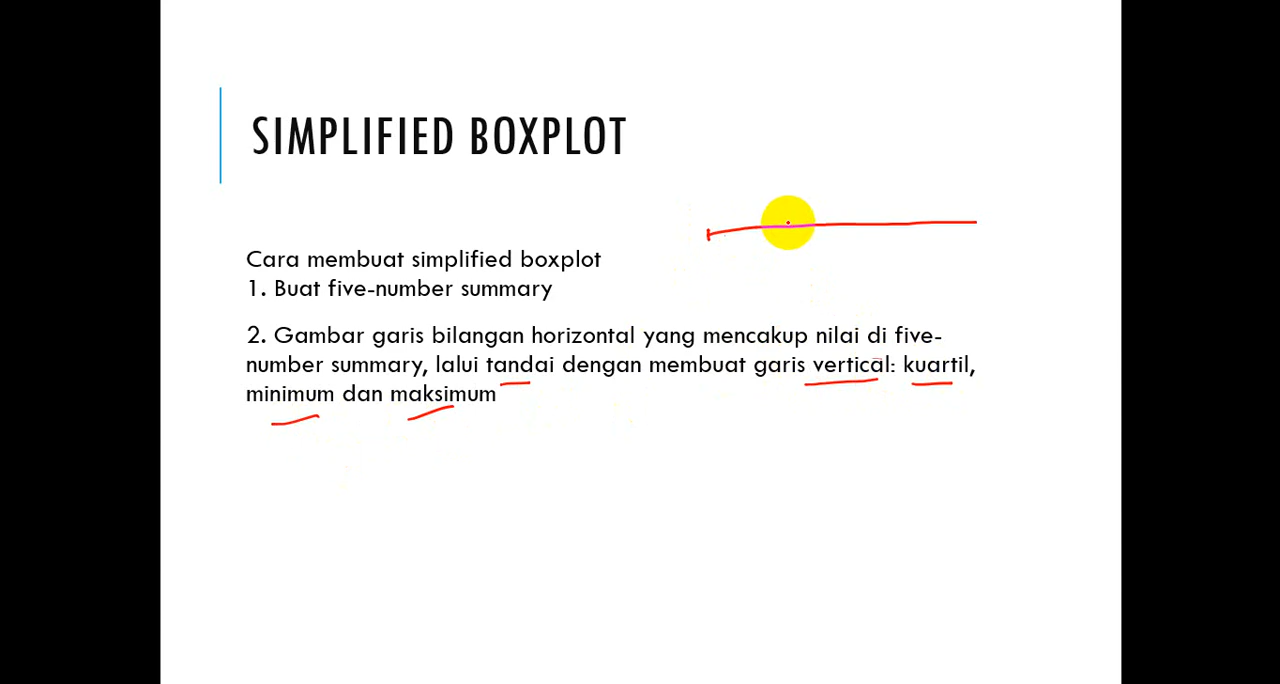 SIMPLIFIED BOXPLOT
Cara membuat simplified boxplot
1. Buat five-number summary
2. Gambar garis bilangan horizontal yang mencakup nilai di five-
number summary, lalui tandai dengan membuat garis vertical: kuartil,
minimum dan maksimum